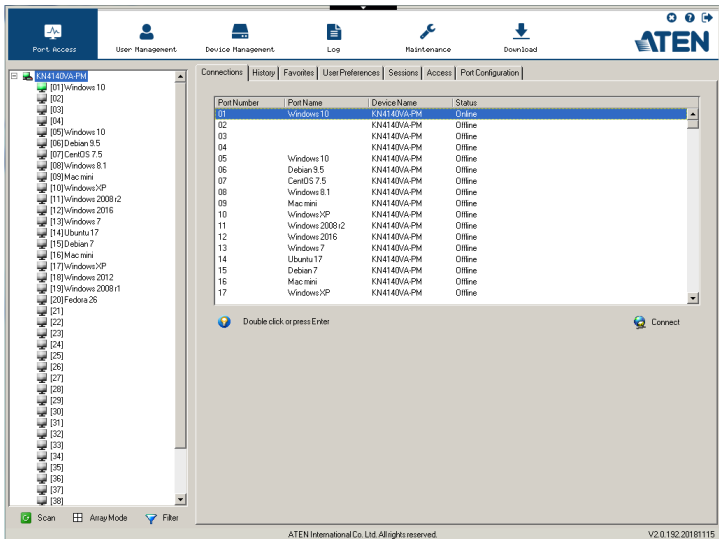 Port Access
User Management
Device Management
Log
Maintenance
Download
ATEN
KN4140VA-PM
[01]Windows 10
[02]
[03]
[04]
[05]Windows 10
[06]Debian 9.5
[07]CentOS 7.5
[08]Windows 8.1
[09]Mac mini
[10]Windows XP
[11]Windows 2008 r2
[12]Windows 2016
[13]Windows 7
[14]Ubuntu 17
[15]Debian 7
[16]Mac mini
[17]Windows XP
[18]Windows 2012
[19]Windows 2008 r1
[20]Fedora 26
[21]
[22]
[23]
[24]
[25]
[26]
[27]
[28]
[29]
[30]
[31]
[32]
[33]
[34]
[35]
[36]
[37]
[38]
Scan Array Mode Filter
Connections History Favorites User Preferences Sessions Access Port Configuration
Port Number Port Name Device Name Status
01 Windows 10 KN4140VA-PM Online
02 KN4140VA-PM Offline
03 KN4140VA-PM Offline
04 KN4140VA-PM Offline
05 Windows 10 KN4140VA-PM Offline
06 Debian 9.5 KN4140VA-PM Offline
07 CentOS 7.5 KN4140VA-PM Offline
08 Windows 8.1 KN4140VA-PM Offline
09 Mac mini KN4140VA-PM Offline
10 Windows XP KN4140VA-PM Offline
11 Windows 2008 r2 KN4140VA-PM Offline
12 Windows 2016 KN4140VA-PM Offline
13 Windows 7 KN4140VA-PM Offline
14 Ubuntu 17 KN4140VA-PM Offline
15 Debian 7 KN4140VA-PM Offline
16 Mac mini KN4140VA-PM Offline
17 Windows XP KN4140VA-PM Offline
Double click or press Enter
Connect
ATEN International Co. Ltd. All rights reserved.
V2.0.192.20181115